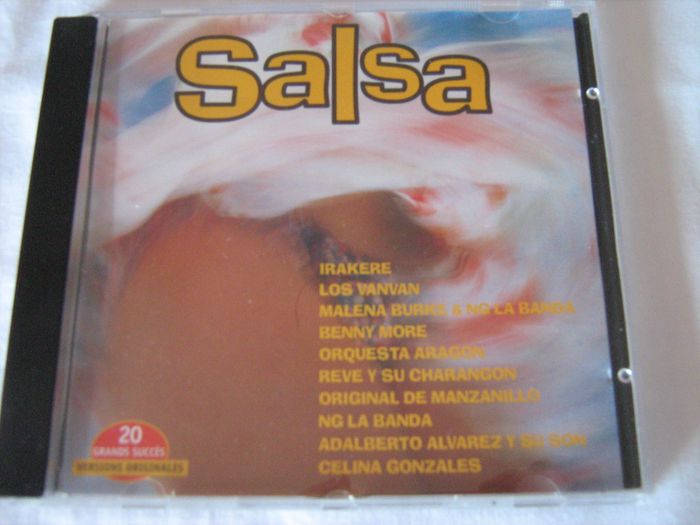 Salsa
IRAKERE
LOS VANVAN
MALENA BURKE & NG LA BANDA
BENNY MORE
ORQUESTA ARAGON
REVE Y SU CHARANGON
ORIGINAL DE MANZANILLO
NG LA BANDA
ADALBERTO ALVAREZ Y SU SON
CELINA GONZALES
20
GRANDS SUCCÈS
VERSIONS ORIGINALES